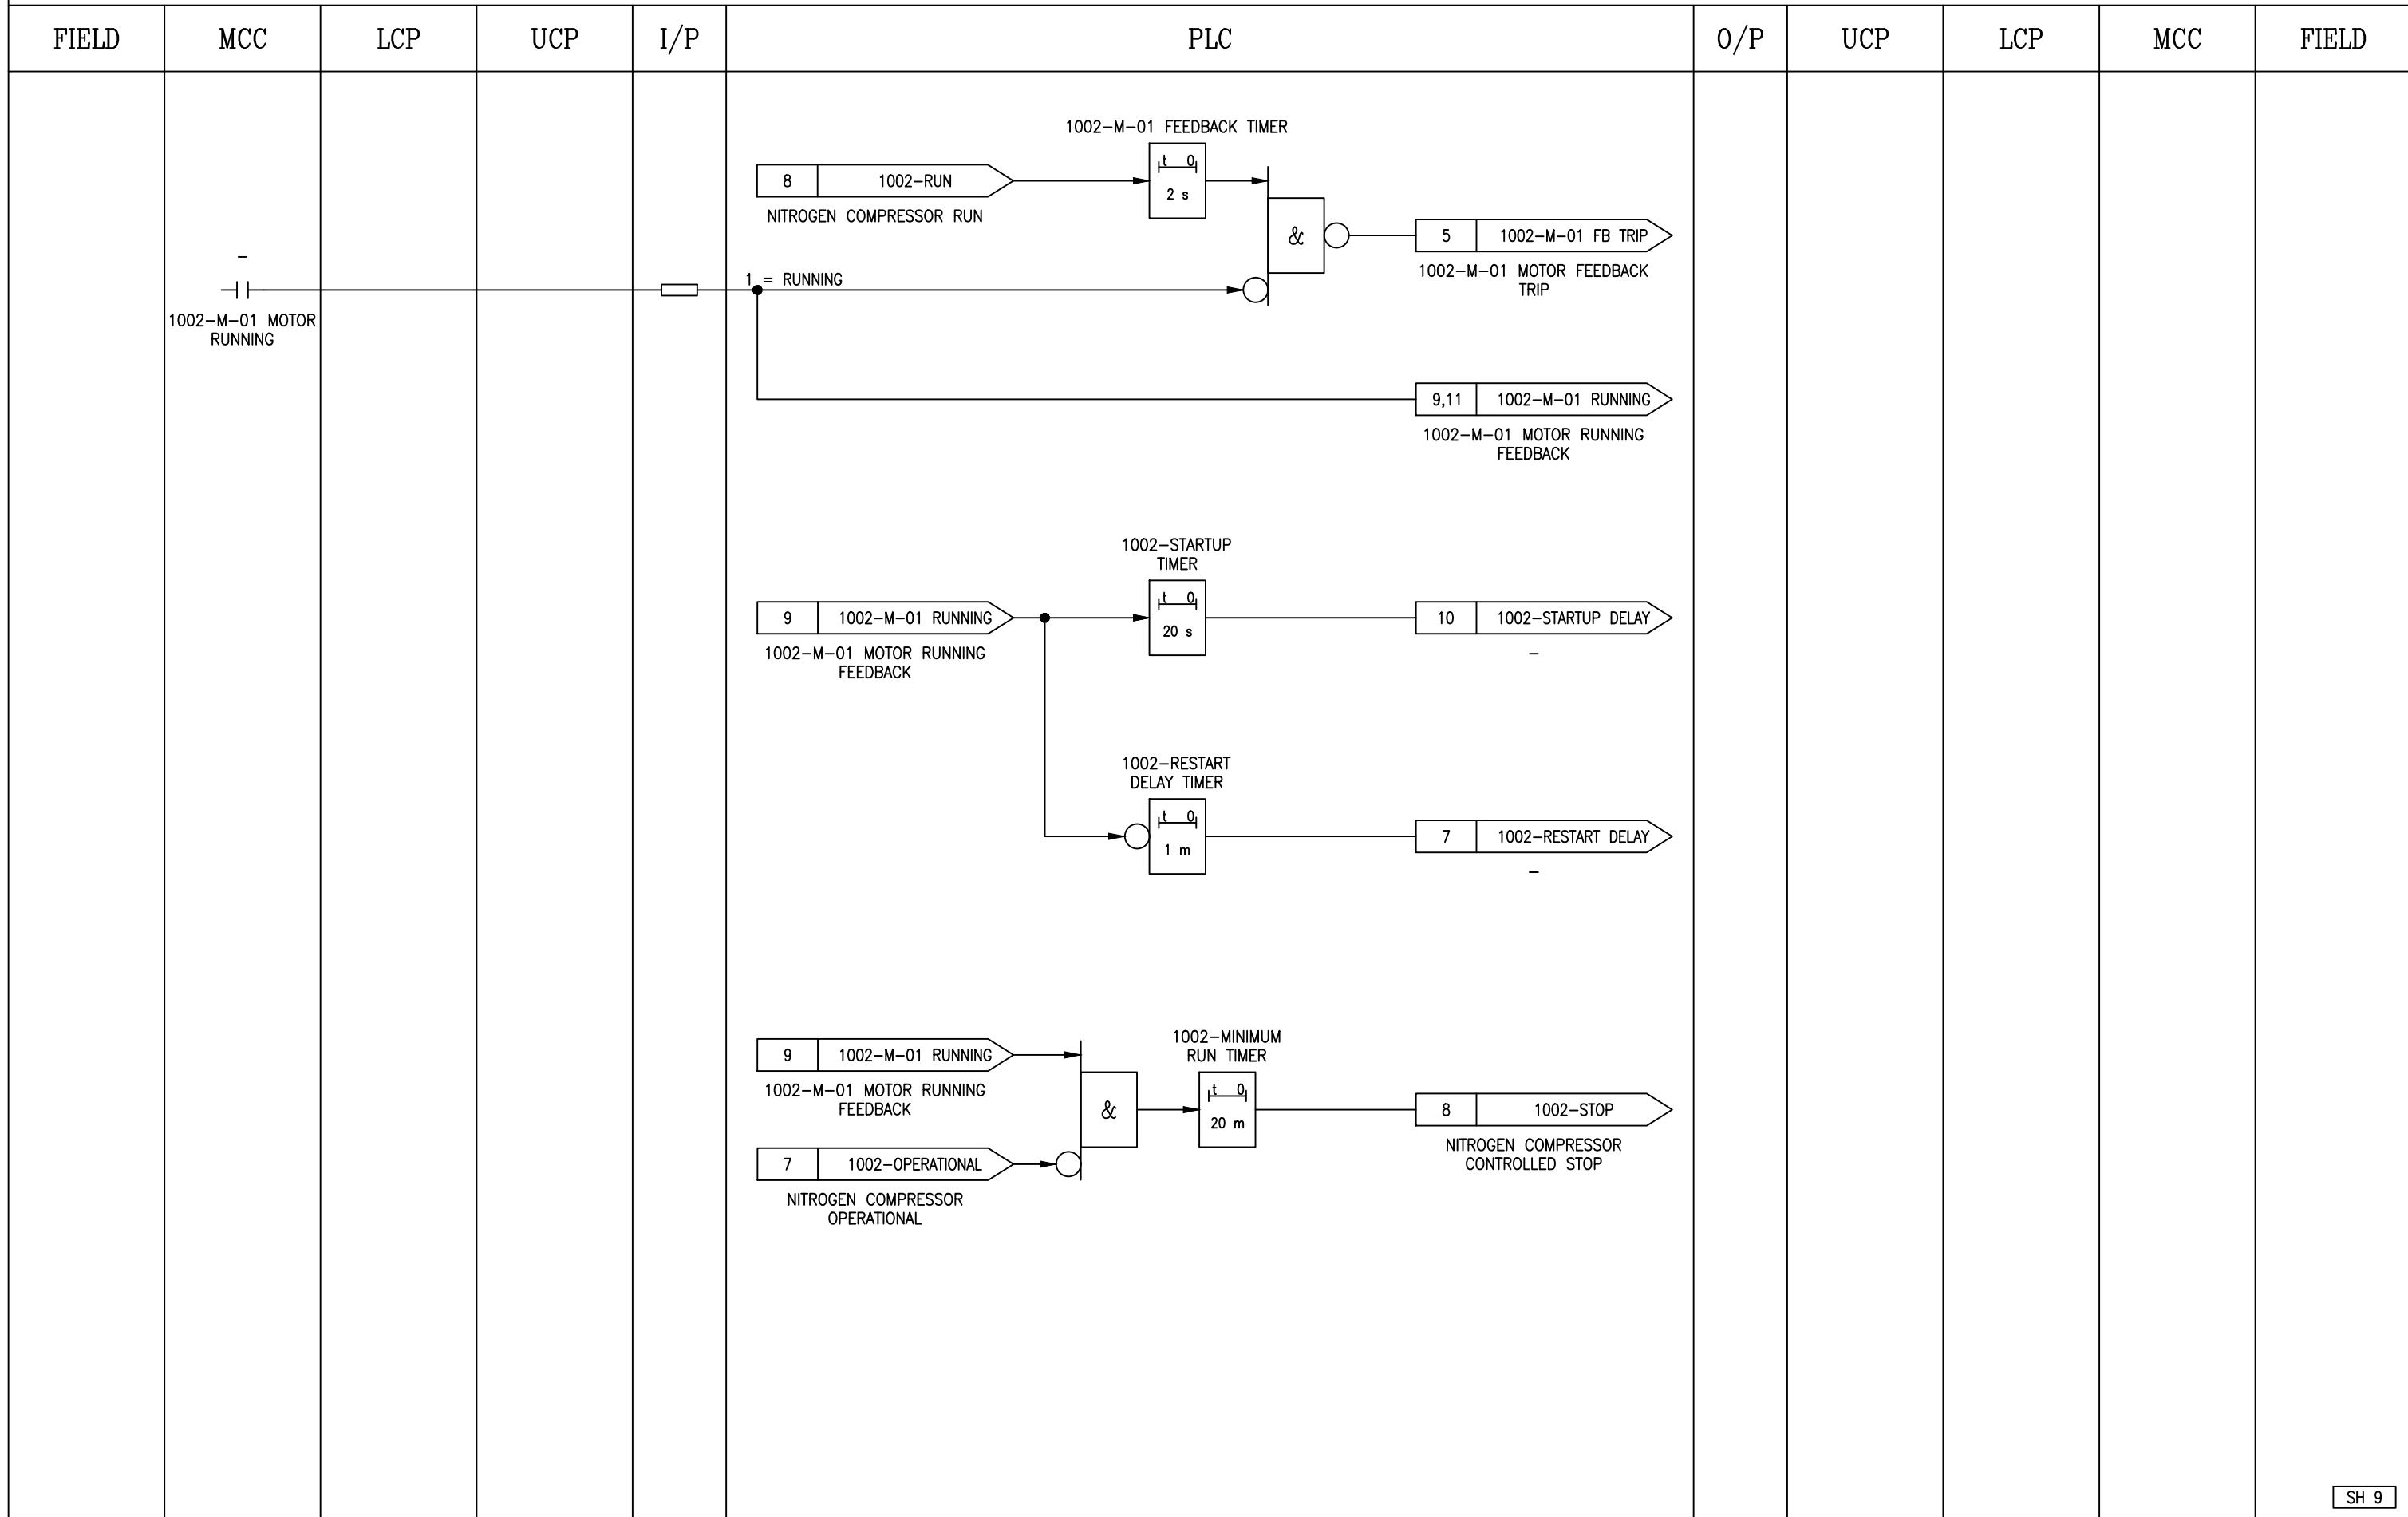 FIELD
MCC
LCP
UCP
I/P
PLC
O/P
UCP
LCP
MCC
FIELD
1002-M-01 FEEDBACK TIMER
t 0
2 s
8
1002-RUN
NITROGEN COMPRESSOR RUN
&
5
1002-M-01 FB TRIP
1002-M-01 MOTOR FEEDBACK
TRIP
-
1002-M-01 MOTOR
RUNNING
1 = RUNNING
9,11
1002-M-01 RUNNING
1002-M-01 MOTOR RUNNING
FEEDBACK
1002-STARTUP
TIMER
t 0
20 s
9
1002-M-01 RUNNING
1002-M-01 MOTOR RUNNING
FEEDBACK
10
1002-STARTUP DELAY
-
1002-RESTART
DELAY TIMER
t 0
1 m
7
1002-RESTART DELAY
-
9
1002-M-01 RUNNING
1002-M-01 MOTOR RUNNING
FEEDBACK
&
1002-MINIMUM
RUN TIMER
t 0
20 m
8
1002-STOP
NITROGEN COMPRESSOR
CONTROLLED STOP
7
1002-OPERATIONAL
NITROGEN COMPRESSOR
OPERATIONAL
SH 9